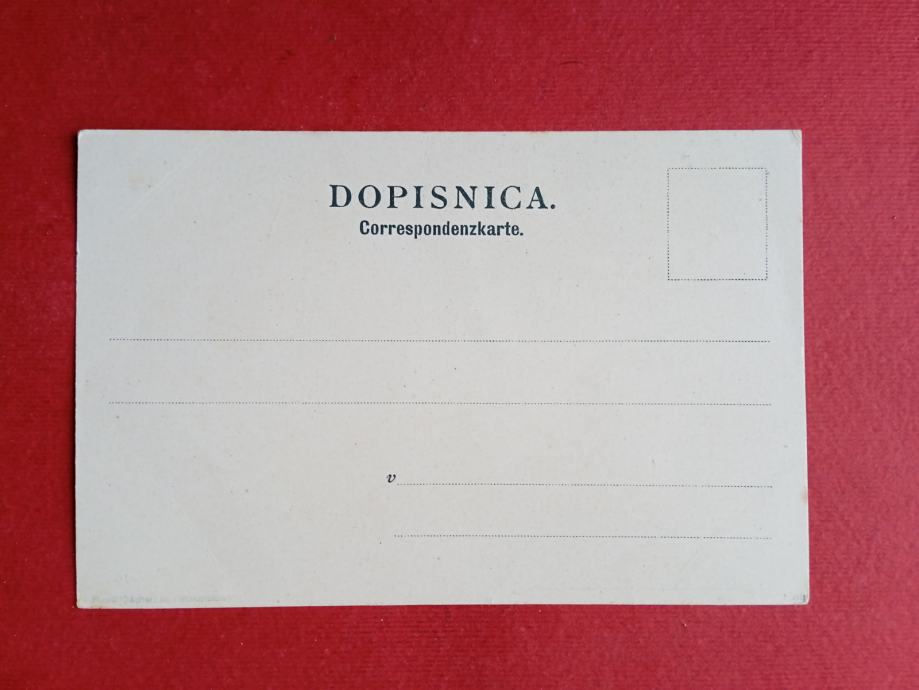 DOPISNICA.
Correspondenzkarte.
v